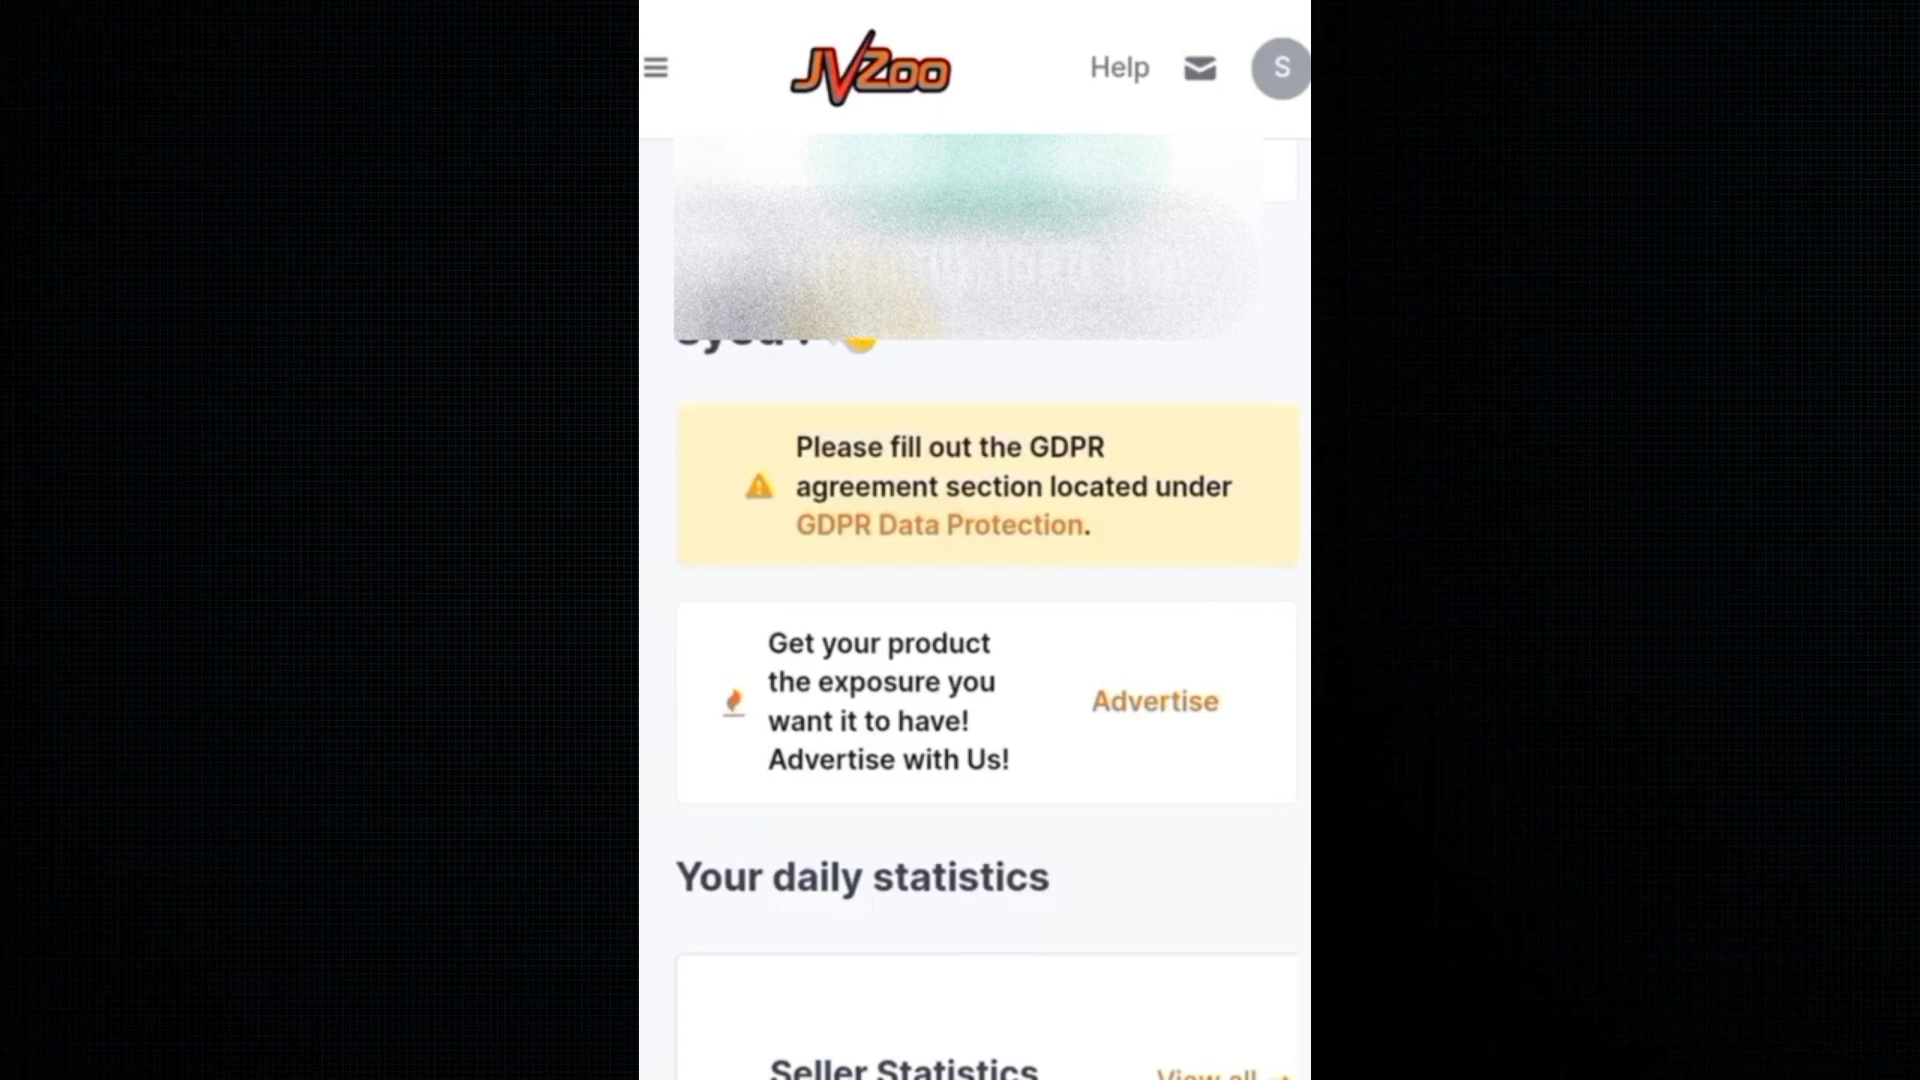 JVZoo
Help
S
Please fill out the GDPR
agreement section located under
GDPR Data Protection.
Get your product
the exposure you
want it to have!
Advertise with Us!
Advertise
Your daily statistics
Seller Statistics
View all →